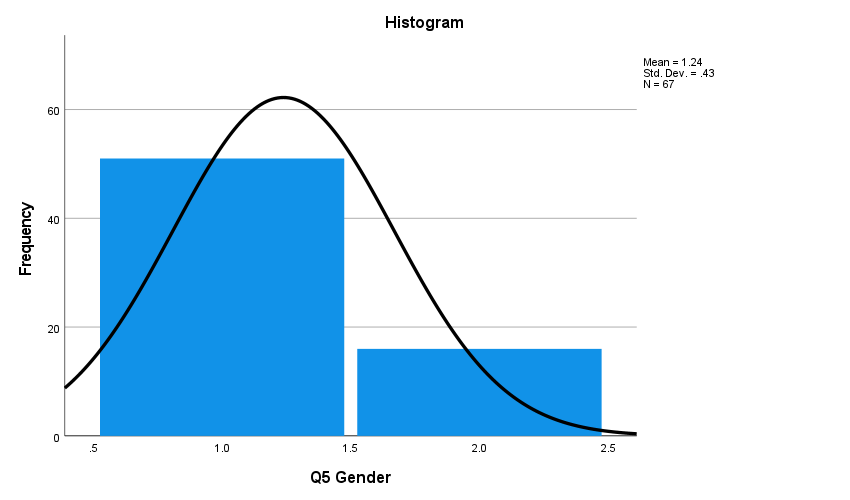 Histogram
Mean = 1.24
Std. Dev. = .43
N = 67
60
40
20
0
Frequency
.5
1.0
1.5
2.0
2.5
Q5 Gender